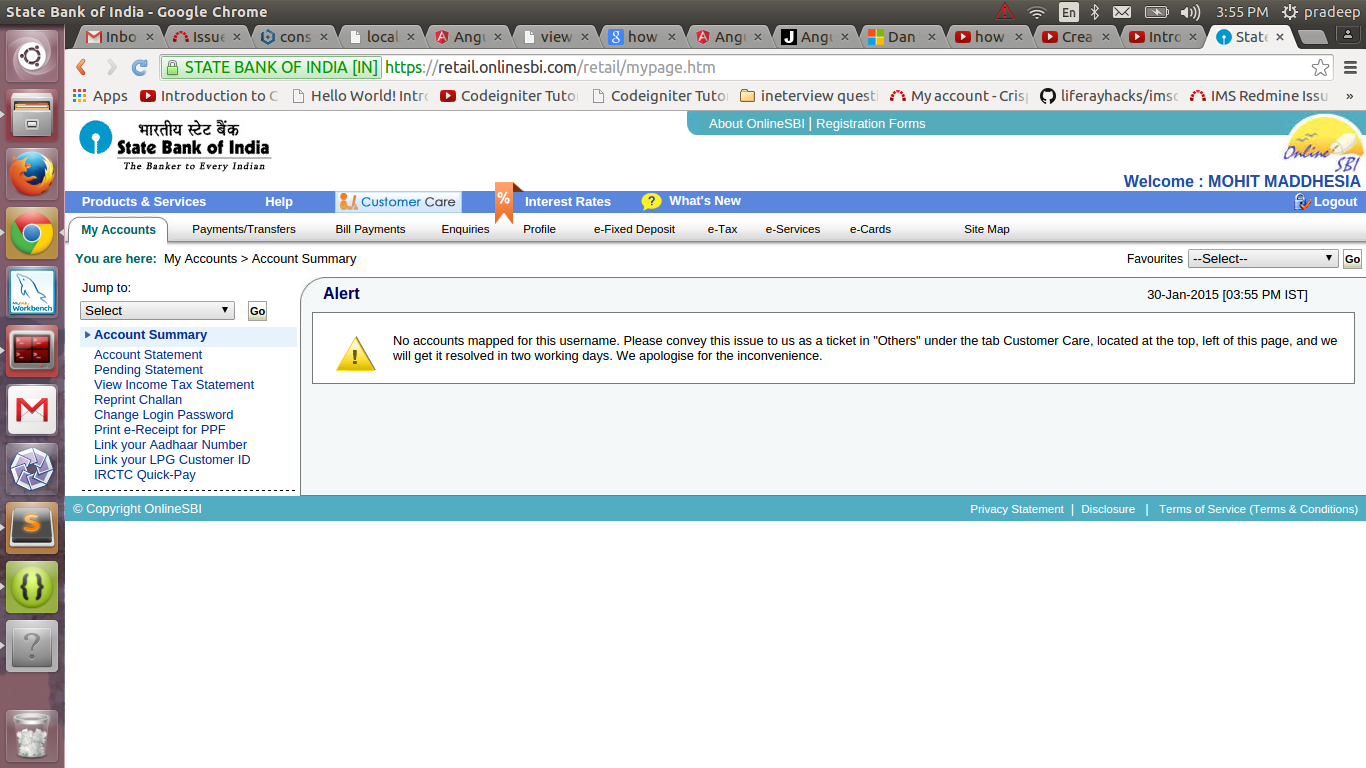 State Bank of India - Google Chrome
En
3:55 PM
pradeep
Inbo
Issue
cons
local
Angu
view
how
Angu
Angu
Dan
how
Crea
Intro
State
STATE BANK OF INDIA [IN]
https://retail.onlinesbi.com/retail/mypage.htm
Apps
Introduction to C
Hello World! Intro
Codeigniter Tutor
Codeigniter Tutor
ineterview questi
My account - Crisp
liferayhacks/imsc
IMS Redmine Issu
»
भारतीय स्टेट बैंक
State Bank of India
The Banker to Every Indian
About OnlineSBI | Registration Forms
Online SBI
Welcome : MOHIT MADDHESIA
Products & Services
Help
Customer Care
%
Interest Rates
?
What's New
Logout
My Accounts
Payments/Transfers
Bill Payments
Enquiries
Profile
e-Fixed Deposit
e-Tax
e-Services
e-Cards
Site Map
You are here: My Accounts > Account Summary
Favourites
--Select--
Go
Jump to:
Select
Go
Account Summary
Account Statement
Pending Statement
View Income Tax Statement
Reprint Challan
Change Login Password
Print e-Receipt for PPF
Link your Aadhaar Number
Link your LPG Customer ID
IRCTC Quick-Pay
Alert
30-Jan-2015 [03:55 PM IST]
No accounts mapped for this username. Please convey this issue to us as a ticket in "Others" under the tab Customer Care, located at the top, left of this page, and we
will get it resolved in two working days. We apologise for the inconvenience.
© Copyright OnlineSBI
Privacy Statement | Disclosure | Terms of Service (Terms & Conditions)
MySQL
Workbench